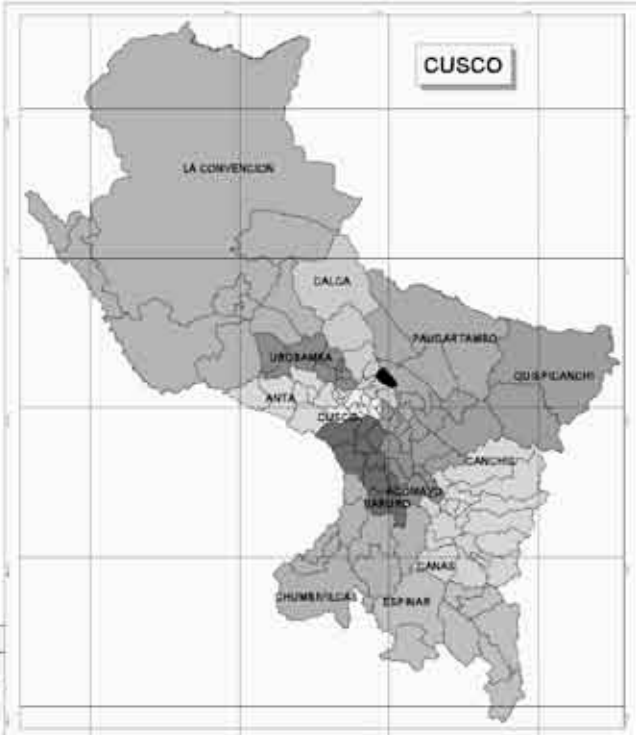 CUSCO
LA CONVENCION
CALCA
PAUCARTAMBO
URUBAMBA
QUISPICANCHI
ANTA
CUSCO
CANCHIS
ACOMAYO
PARURO
CANAS
CHUMBIVILCAS
ESPINAR